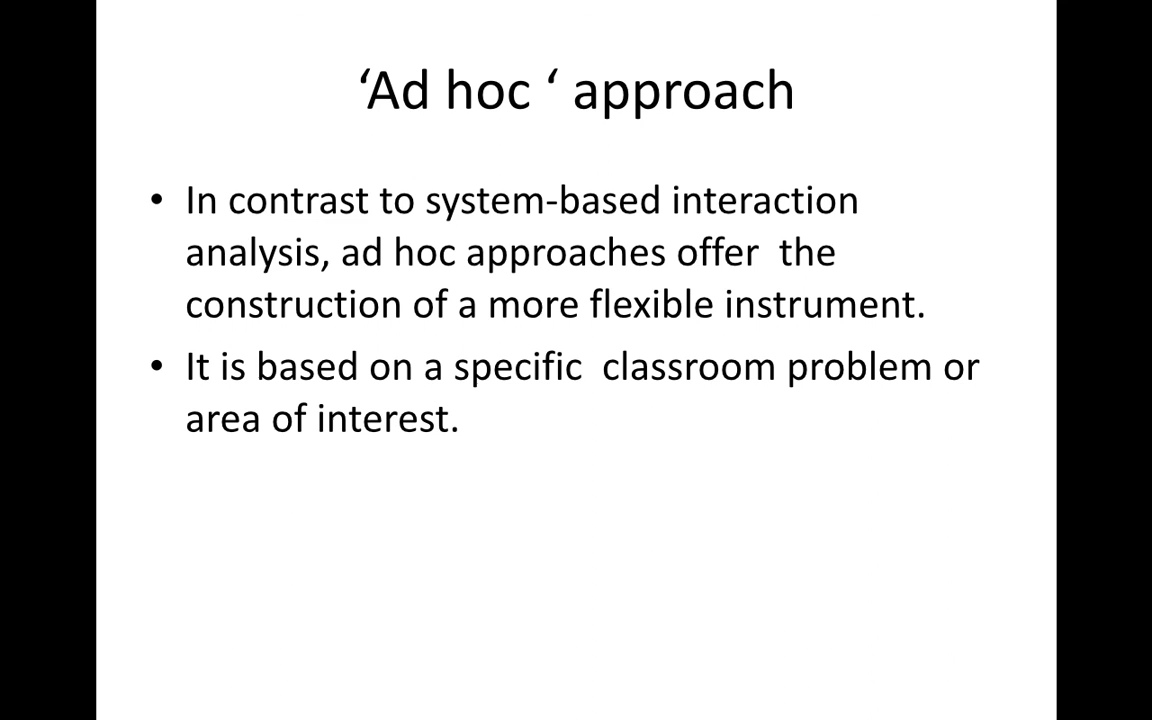 ‘Ad hoc ‘ approach
• In contrast to system-based interaction
analysis, ad hoc approaches offer  the
construction of a more flexible instrument.
• It is based on a specific  classroom problem or
area of interest.